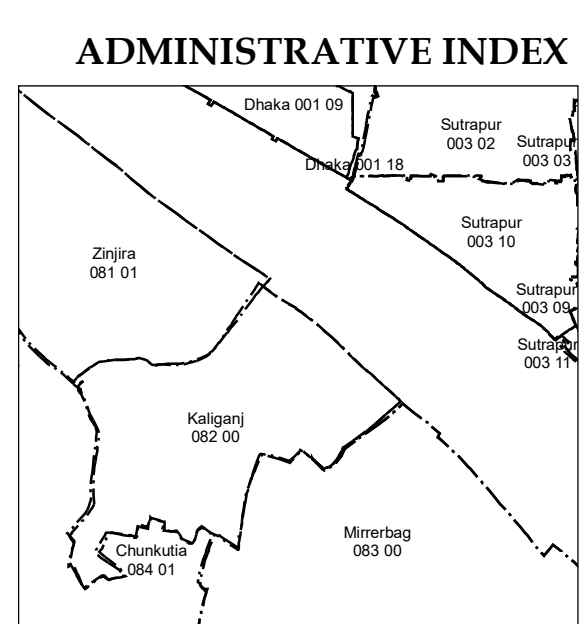 ADMINISTRATIVE INDEX
Dhaka 001 09
Sutrapur
003 02
Sutrapur
003 03
Dhaka 001 18
Sutrapur
003 10
Zinjira
081 01
Sutrapur
003 09
Sutrapur
003 11
Kaliganj
082 00
Mirrerbag
083 00
Chunkutia
084 01